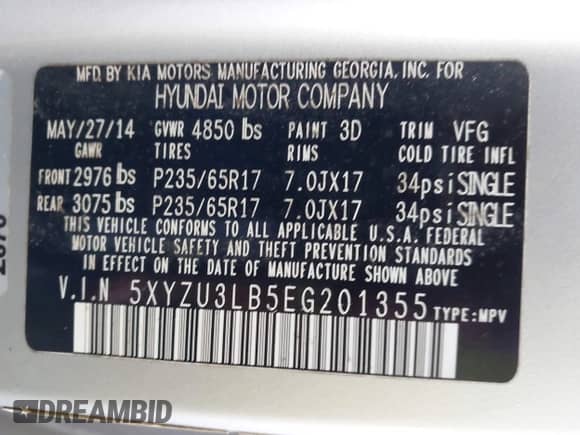 MFD. BY KIA MOTORS MANUFACTURING GEORGIA, INC. FOR
HYUNDAI MOTOR COMPANY
MAY/27/14 GVWR 4850 lbs PAINT 3D TRIM VFG
GAWR TIRES RIMS COLD TIRE INFL
FRONT 2976 lbs P235/65R17 7.0JX17 34psi SINGLE
REAR 3075 lbs P235/65R17 7.0JX17 34psi SINGLE
THIS VEHICLE CONFORMS TO ALL APPLICABLE U.S.A. FEDERAL
MOTOR VEHICLE SAFETY AND THEFT PREVENTION STANDARDS
IN EFFECT ON THE DATE OF MANUFACTURE SHOWN ABOVE.
V.I.N 5XYZU3LB5EG201355 TYPE:MPV
DREAMBID